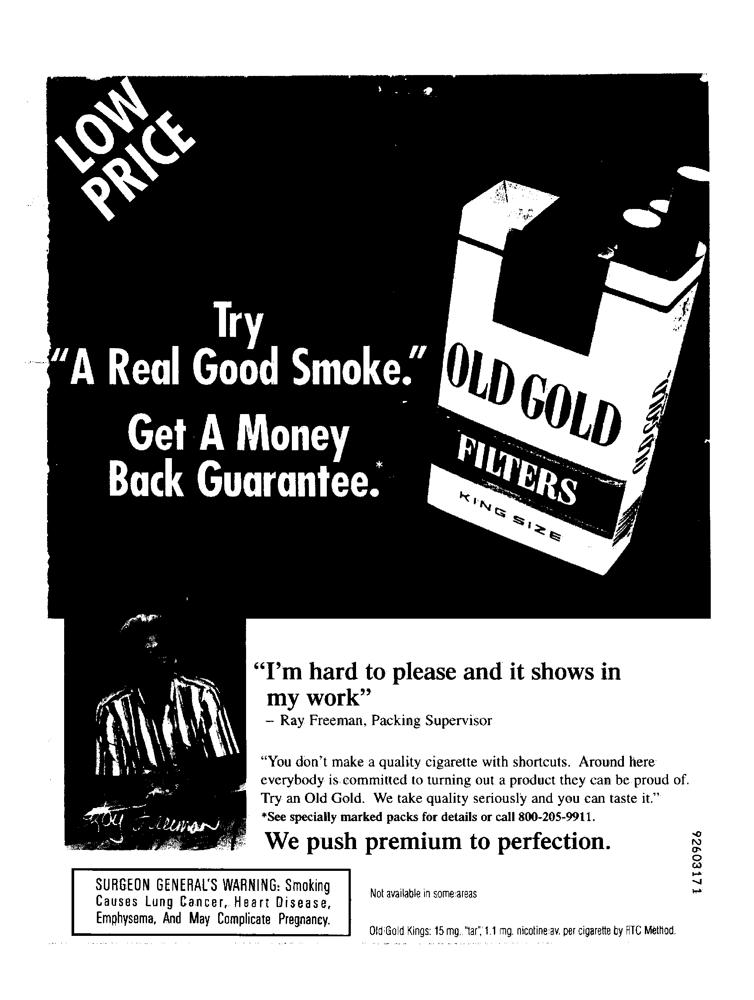 LOW
PRICE
Try
“A Real Good Smoke.”
Get A Money
Back Guarantee.*
OLD GOLD
FILTERS
KING SIZE
OLD GOLD
“I’m hard to please and it shows in
my work”
– Ray Freeman, Packing Supervisor
“You don’t make a quality cigarette with shortcuts. Around here
everybody is committed to turning out a product they can be proud of.
Try an Old Gold. We take quality seriously and you can taste it.”
*See specially marked packs for details or call 800-205-9911.
We push premium to perfection.
Ray Freeman
SURGEON GENERAL’S WARNING: Smoking
Causes Lung Cancer, Heart Disease,
Emphysema, And May Complicate Pregnancy.
Not available in some areas
Old Gold Kings: 15 mg. “tar”, 1.1 mg. nicotine av. per cigarette by FTC Method.
92603171